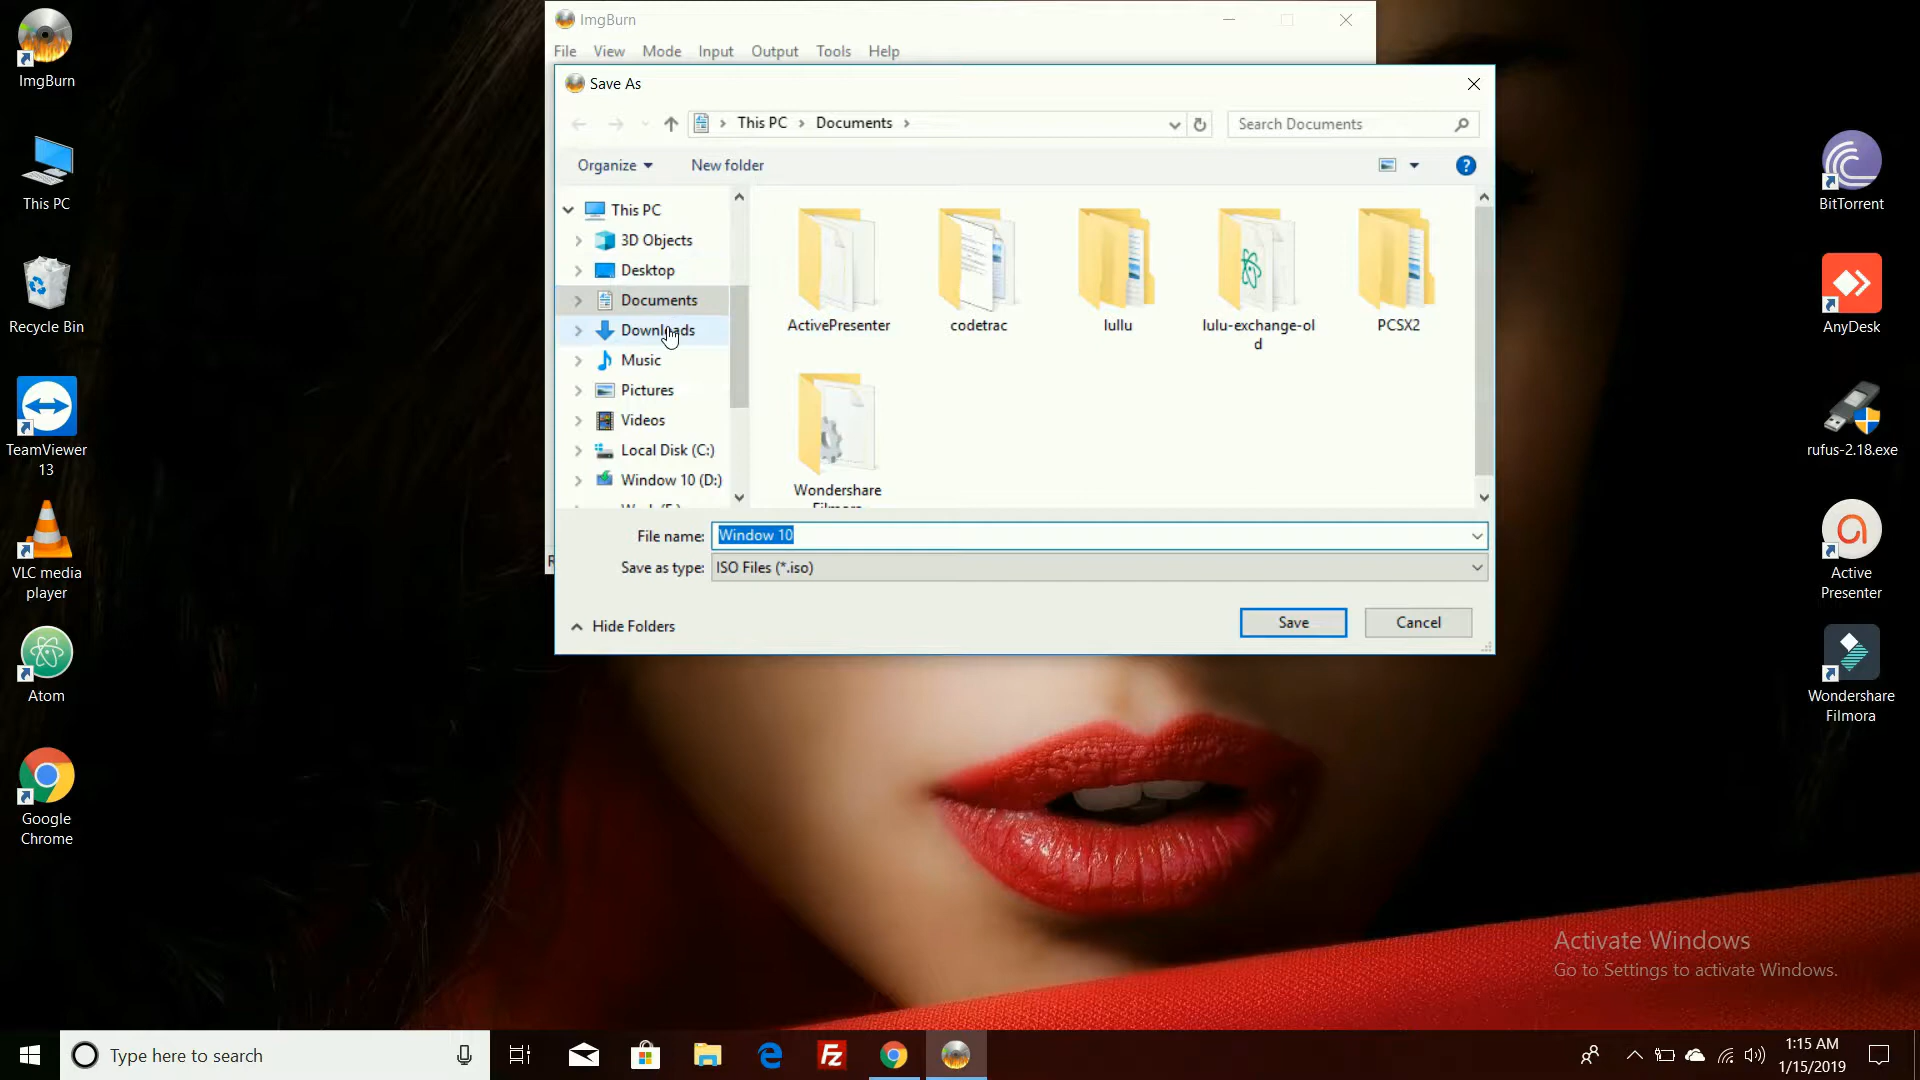 ImgBurn
This PC
Recycle Bin
TeamViewer
13
VLC media
player
Atom
Google
Chrome
ImgBurn
File View Mode Input Output Tools Help
Save As
This PC Documents
Search Documents
Organize New folder
This PC
3D Objects
Desktop
Documents
Downloads
Music
Pictures
Videos
Local Disk (C:)
Window 10 (D:)
ActivePresenter
codetrac
lullu
lulu-exchange-ol
d
PCSX2
Wondershare
Filmora
File name: Window 10
Save as type: ISO Files (*.iso)
Hide Folders
Save Cancel
BitTorrent
AnyDesk
rufus-2.18.exe
Active
Presenter
Wondershare
Filmora
Activate Windows
Go to Settings to activate Windows.
Type here to search
1:15 AM
1/15/2019